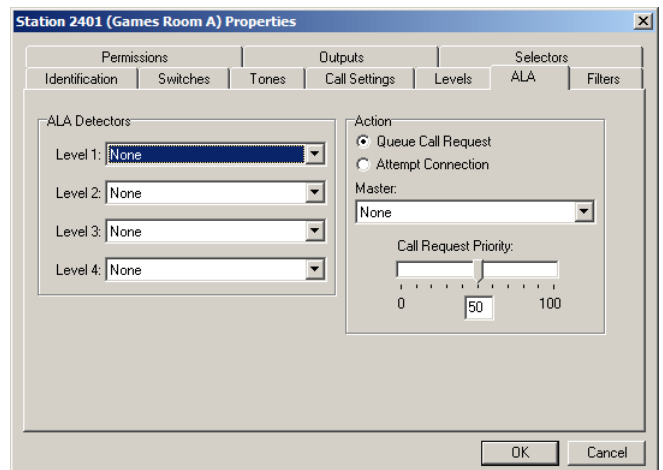 Station 2401 (Games Room A) Properties
Permissions Outputs Selectors
Identification Switches Tones Call Settings Levels ALA Filters
ALA Detectors
Level 1: None
Level 2: None
Level 3: None
Level 4: None
Action
Queue Call Request
Attempt Connection
Master:
None
Call Request Priority:
0 50 100
OK Cancel